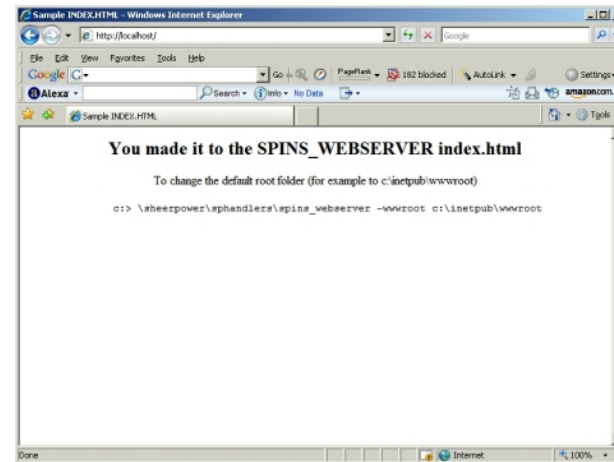 Sample INDEX.HTML - Windows Internet Explorer
http://localhost/
Google
File Edit View Favorites Tools Help
Google G Go PageRank 182 blocked AutoLink Settings
Alexa Search Info No Data amazon.com
Sample INDEX.HTML Tools
You made it to the SPINS_WEBSERVER index.html
To change the default root folder (for example to c:\inetpub\wwwroot)
c:> \sheerpower\sphandlers\spins_webserver -wwwroot c:\inetpub\wwwroot
Done Internet 100%